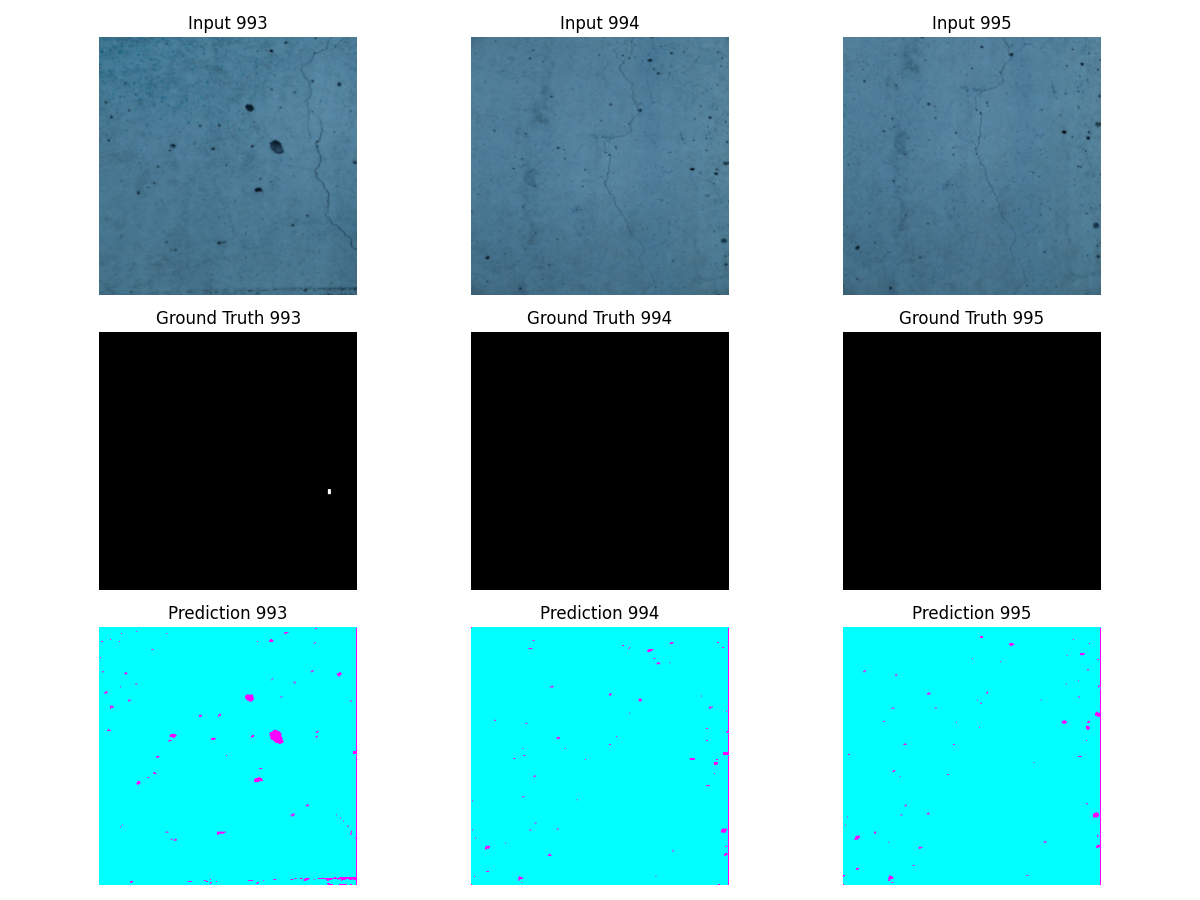 Input 993
Input 994
Input 995
Ground Truth 993
Ground Truth 994
Ground Truth 995
Prediction 993
Prediction 994
Prediction 995